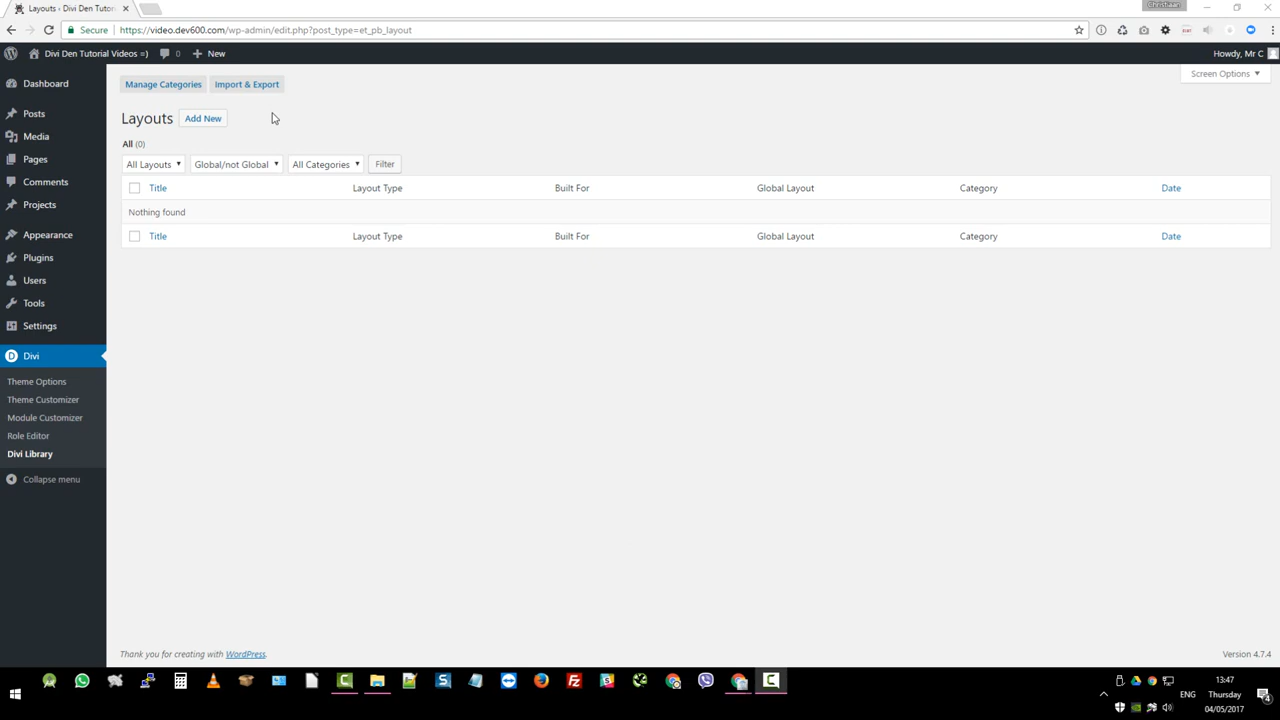 Layouts ‹ Divi Den Tutor
Christiaan
Secure https://video.dev600.com/wp-admin/edit.php?post_type=et_pb_layout
Divi Den Tutorial Videos =) 0 New Howdy, Mr C
Dashboard
Posts
Media
Pages
Comments
Projects
Appearance
Plugins
Users
Tools
Settings
Divi
Theme Options
Theme Customizer
Module Customizer
Role Editor
Divi Library
Collapse menu
Manage Categories Import & Export Screen Options
Layouts Add New
All (0)
All Layouts Global/not Global All Categories Filter
Title Layout Type Built For Global Layout Category Date
Nothing found
Title Layout Type Built For Global Layout Category Date
Thank you for creating with WordPress. Version 4.7.4
13:47
ENG Thursday
04/05/2017
4